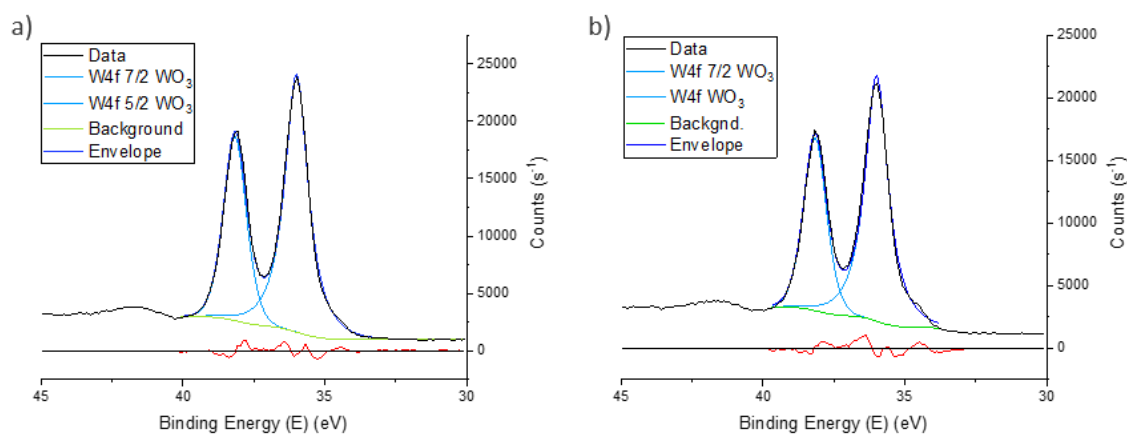 a)
Data
W4f 7/2 WO₃
W4f 5/2 WO₃
Background
Envelope
25000
20000
15000
10000
5000
0
Counts (s⁻¹)
45
40
35
30
Binding Energy (E) (eV)
b)
Data
W4f 7/2 WO₃
W4f WO₃
Backgnd.
Envelope
25000
20000
15000
10000
5000
0
Counts (s⁻¹)
45
40
35
30
Binding Energy (E) (eV)